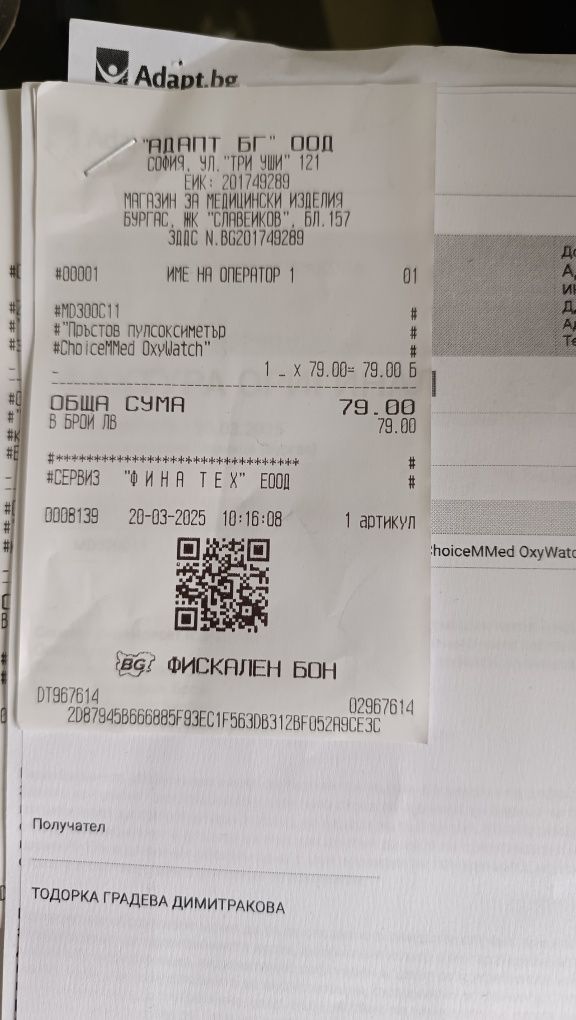 Adapt.bg
"АДАПТ БГ" ООД
СОФИЯ, УЛ."ТРИ УШИ" 121
ЕИК: 201749289
МАГАЗИН ЗА МЕДИЦИНСКИ ИЗДЕЛИЯ
БУРГАС, ЖК "СЛАВЕЙКОВ", БЛ.157
ЗДДС N.BG201749289
#00001 ИМЕ НА ОПЕРАТОР 1 01
#MD300C11 #
#"Пръстов пулсоксиметър #
#ChoiceMMed OxyWatch" #
1 _ x 79.00= 79.00 Б
ОБЩА СУМА 79.00
В БРОЙ ЛВ 79.00
#******************************* #
#СЕРВИЗ "Ф И Н А Т Е Х" ЕООД #
0008139 20-03-2025 10:16:08 1 артикул
BG ФИСКАЛЕН БОН
DT967614 02967614
2D87945B666885F93EC1F563DB312BF052A9CE3C
hoiceMMed OxyWatc
Получател
ТОДОРКА ГРАДЕВА ДИМИТРАКОВА